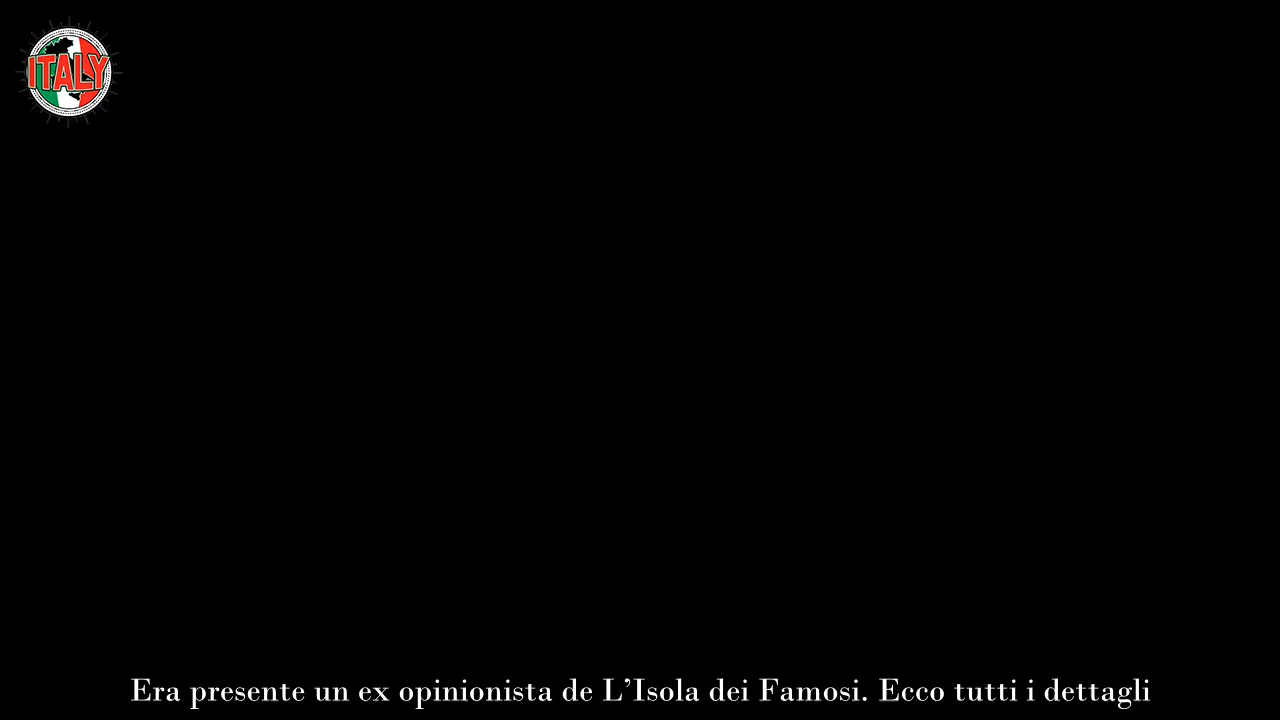 ITALY
Era presente un ex opinionista de L’Isola dei Famosi. Ecco tutti i dettagli